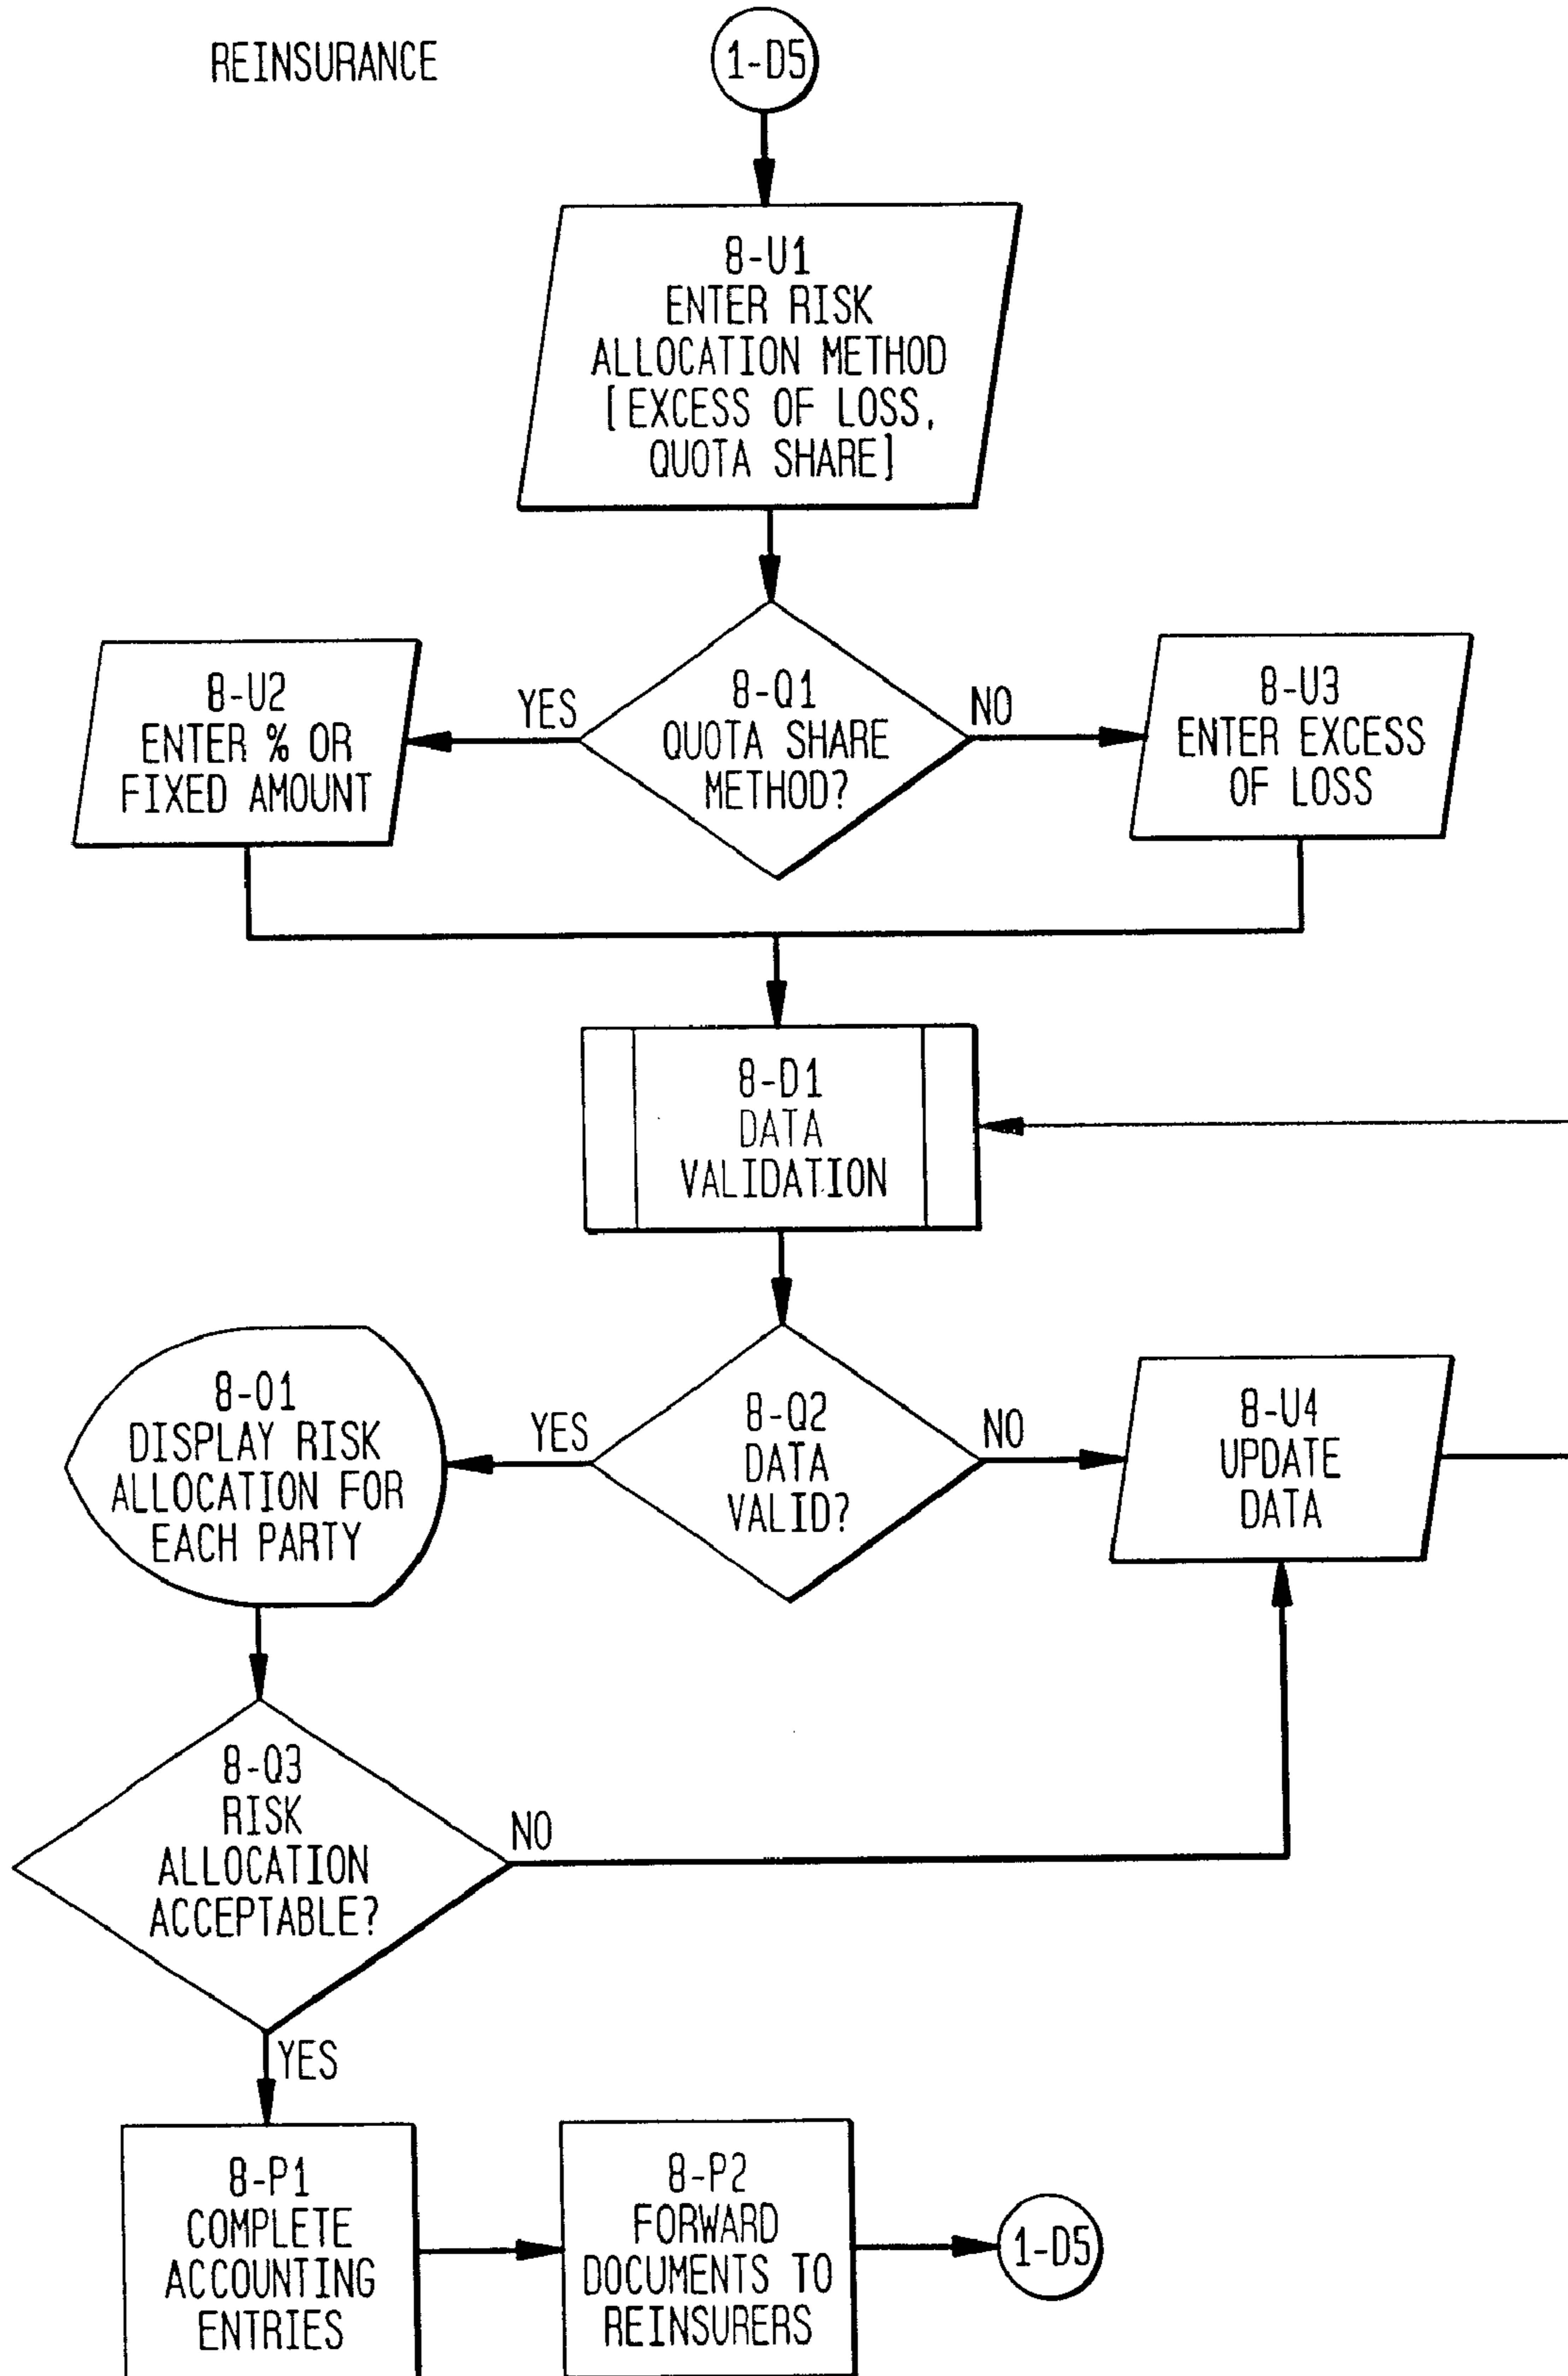 REINSURANCE
1-D5
8-U1
ENTER RISK
ALLOCATION METHOD
[EXCESS OF LOSS,
QUOTA SHARE]
8-U2
ENTER % OR
FIXED AMOUNT
YES
8-Q1
QUOTA SHARE
METHOD?
NO
8-U3
ENTER EXCESS
OF LOSS
8-D1
DATA
VALIDATION
8-O1
DISPLAY RISK
ALLOCATION FOR
EACH PARTY
YES
8-Q2
DATA
VALID?
NO
8-U4
UPDATE
DATA
8-Q3
RISK
ALLOCATION
ACCEPTABLE?
NO
YES
8-P1
COMPLETE
ACCOUNTING
ENTRIES
8-P2
FORWARD
DOCUMENTS TO
REINSURERS
1-D5